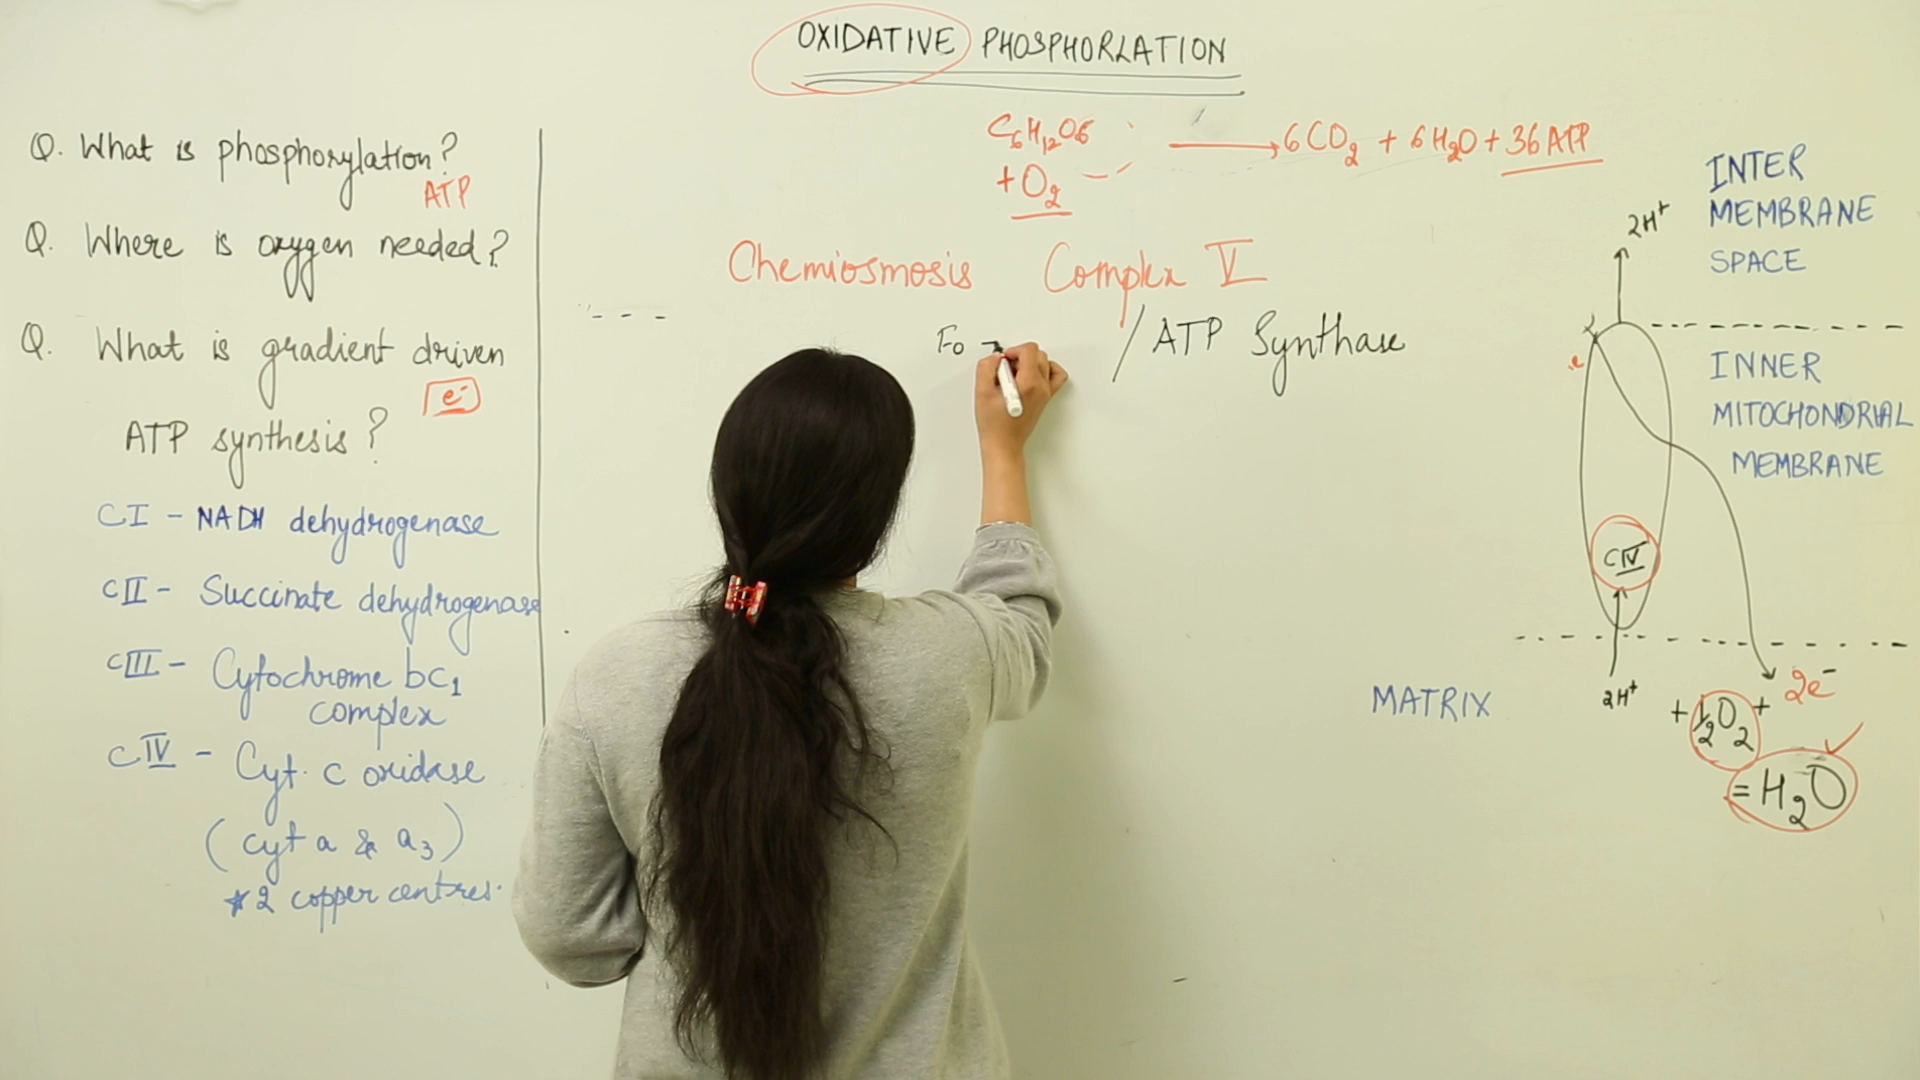 OXIDATIVE PHOSPHORLATION
Q. What is phosphorylation?
ATP
Q. Where is oxygen needed?
Q. What is gradient driven
e-
ATP synthesis?
CI - NADH dehydrogenase
CII - Succinate dehydrogenase
CIII - Cytochrome bc1
complex
CIV - Cyt. c oxidase
(cyt a & a3)
* 2 copper centres.
C6H12O6 → 6CO2 + 6H2O + 36 ATP
+ O2
Chemiosmosis Complex V
/ ATP Synthase
Fo -
INTER
MEMBRANE
SPACE
2H+
INNER
MITOCHONDRIAL
MEMBRANE
e
CIV
MATRIX
2H+ + 1/2O2 + 2e-
= H2O